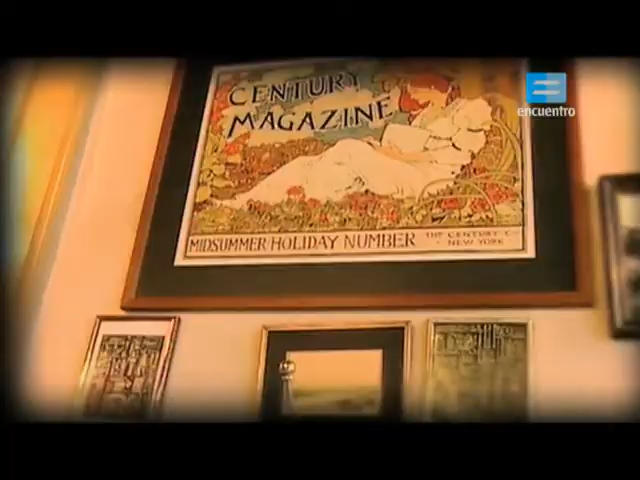 CENTURY
MAGAZINE
encuentro
MIDSUMMER HOLIDAY NUMBER
THE CENTURY CO
NEW YORK